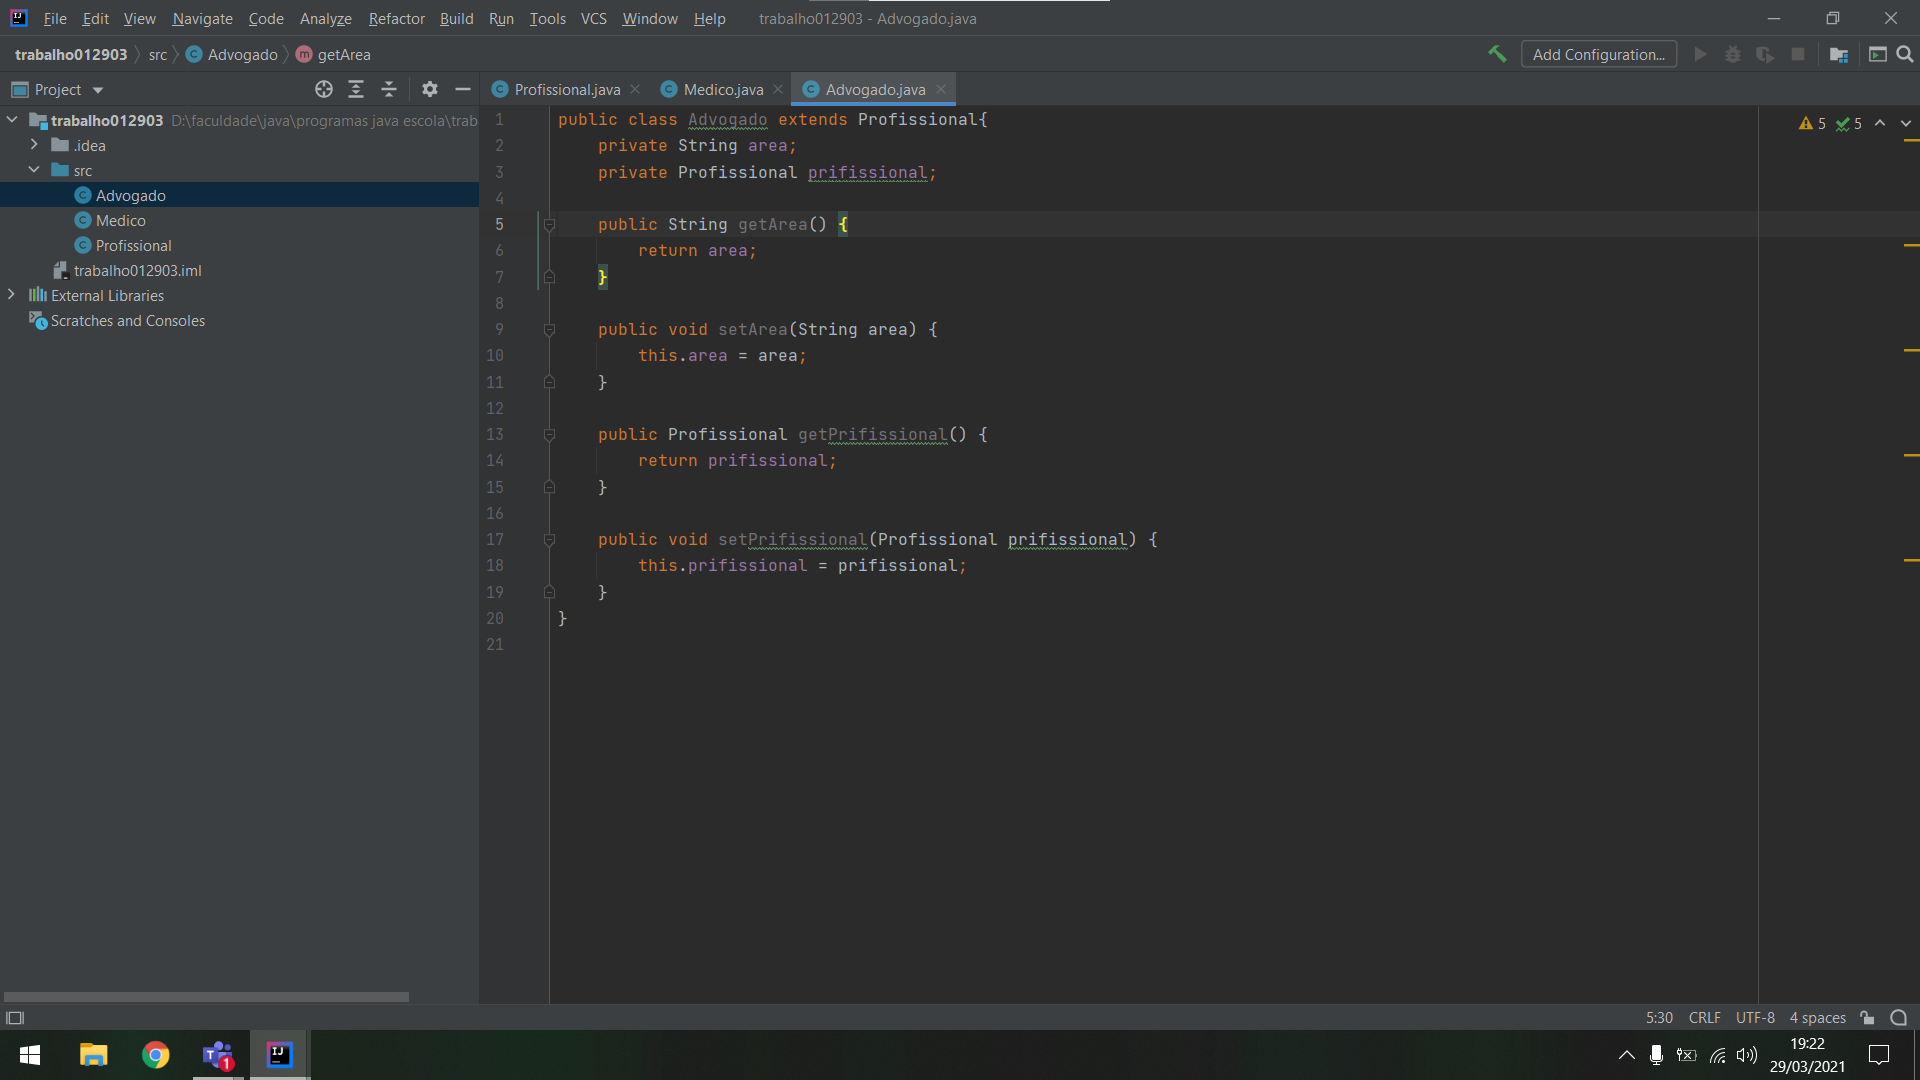 File Edit View Navigate Code Analyze Refactor Build Run Tools VCS Window Help trabalho012903 - Advogado.java
trabalho012903 src Advogado getArea Add Configuration...
Project
Profissional.java Medico.java Advogado.java
trabalho012903 D:\faculdade\java\programas java escola\trab
.idea
src
Advogado
Medico
Profissional
trabalho012903.iml
External Libraries
Scratches and Consoles
5 5
1 public class Advogado extends Profissional{
2 private String area;
3 private Profissional prifissional;
4
5 public String getArea() {
6 return area;
7 }
8
9 public void setArea(String area) {
10 this.area = area;
11 }
12
13 public Profissional getPrifissional() {
14 return prifissional;
15 }
16
17 public void setPrifissional(Profissional prifissional) {
18 this.prifissional = prifissional;
19 }
20 }
21
5:30 CRLF UTF-8 4 spaces
1
19:22
29/03/2021